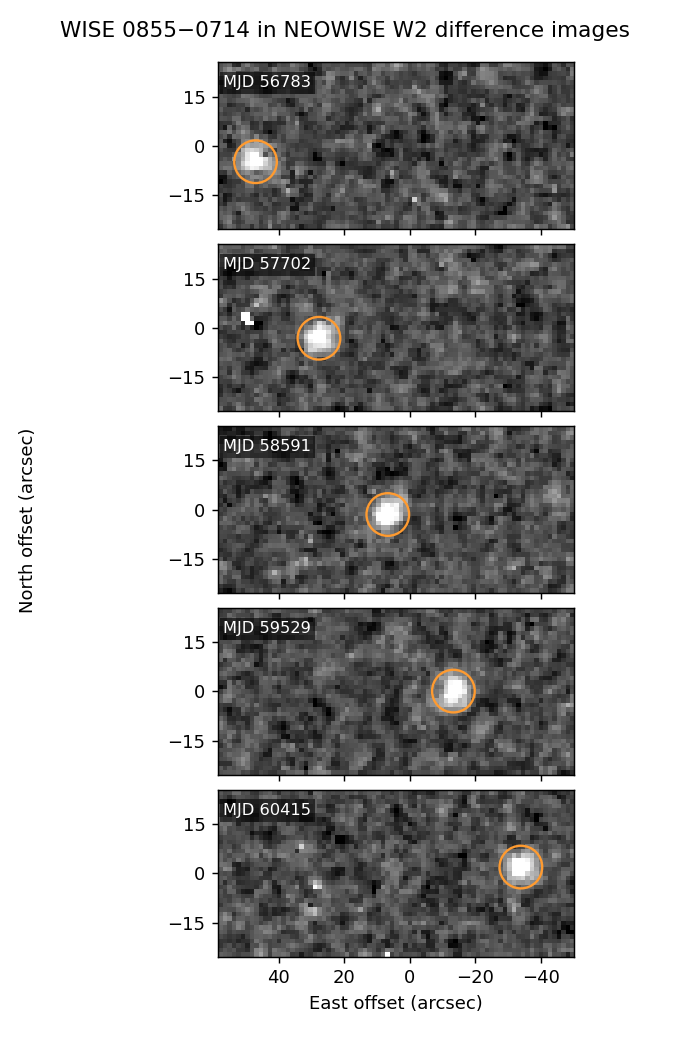 WISE 0855−0714 in NEOWISE W2 difference images
MJD 56783
15
0
−15
MJD 57702
15
0
−15
MJD 58591
15
0
−15
MJD 59529
15
0
−15
MJD 60415
15
0
−15
40 20 0 −20 −40
East offset (arcsec)
North offset (arcsec)